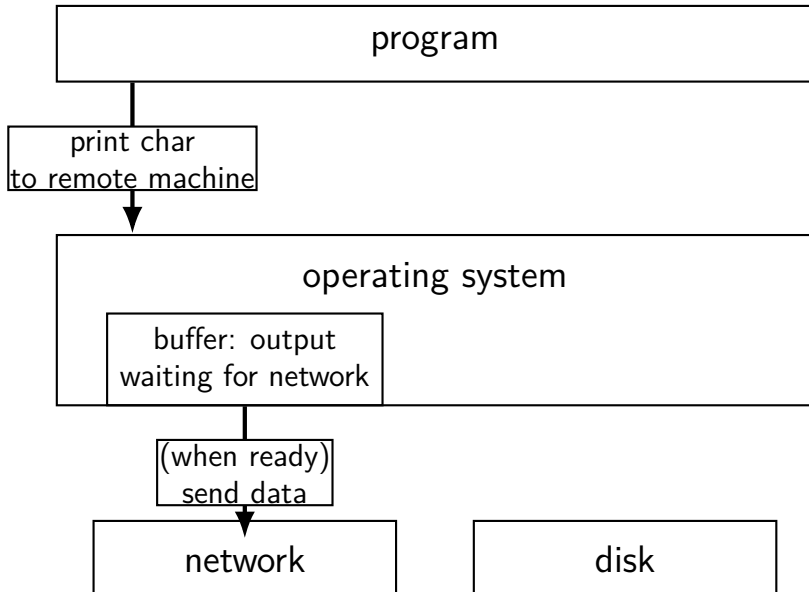 program
print char
to remote machine
operating system
buffer: output
waiting for network
(when ready)
send data
network
disk